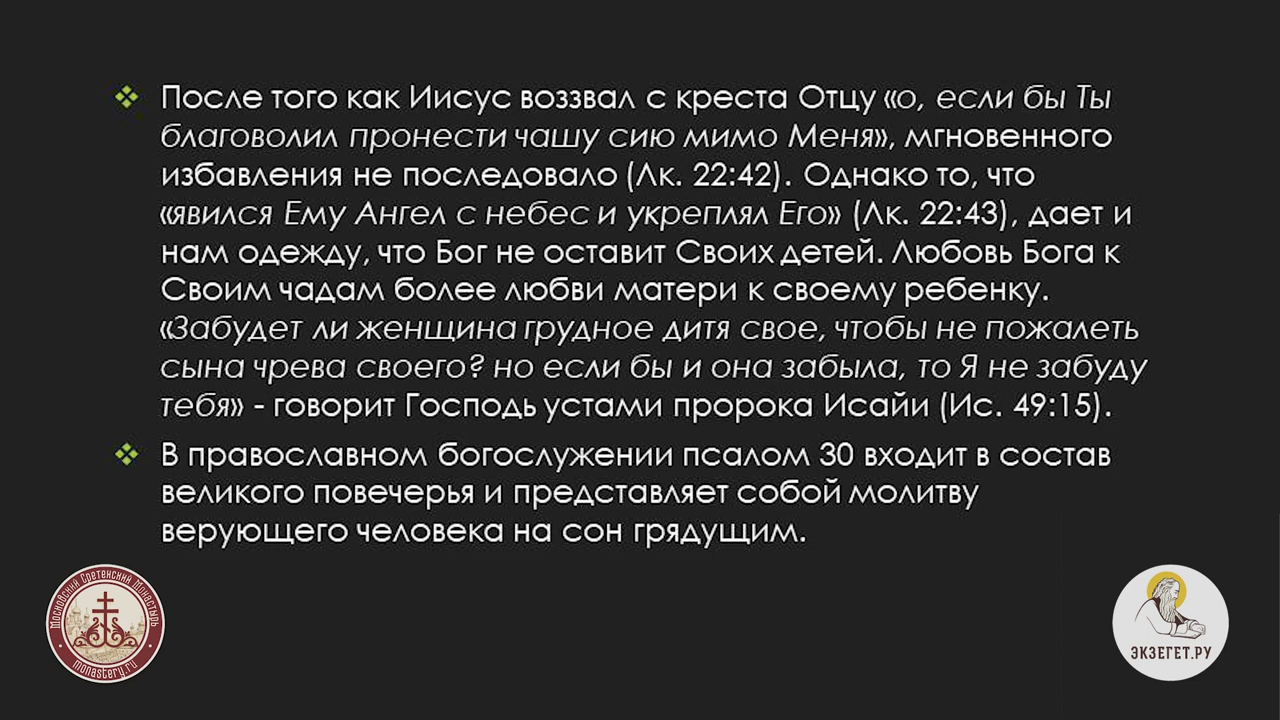 После того как Иисус воззвал с креста Отцу «о, если бы Ты
благоволил пронести чашу сию мимо Меня», мгновенного
избавления не последовало (Лк. 22:42). Однако то, что
«явился Ему Ангел с небес и укреплял Его» (Лк. 22:43), дает и
нам одежду, что Бог не оставит Своих детей. Любовь Бога к
Своим чадам более любви матери к своему ребенку.
«Забудет ли женщина грудное дитя свое, чтобы не пожалеть
сына чрева своего? но если бы и она забыла, то Я не забуду
тебя» - говорит Господь устами пророка Исайи (Ис. 49:15).
В православном богослужении псалом 30 входит в состав
великого повечерья и представляет собой молитву
верующего человека на сон грядущим.
Московский Сретенский Монастырь
monastery.ru
ЭКЗЕГЕТ.РУ